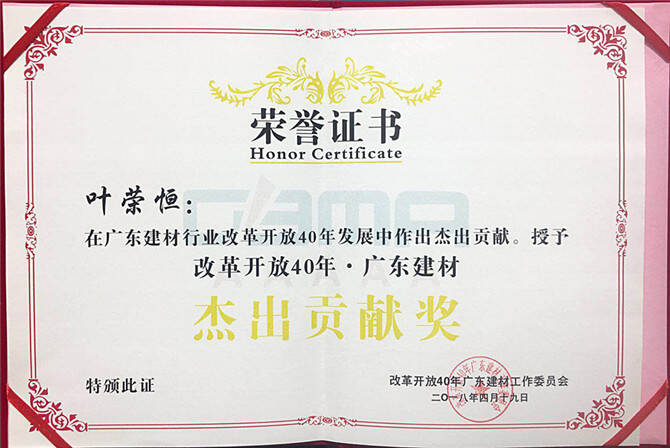 荣誉证书
Honor Certificate
叶荣恒:
在广东建材行业改革开放40年发展中作出杰出贡献。授予
改革开放40年·广东建材
杰出贡献奖
特颁此证
改革开放40年广东建材工作委员会
二〇一八年四月十九日